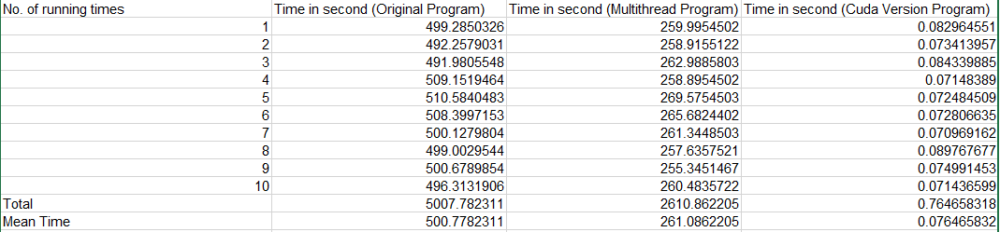 No. of running times Time in second (Original Program) Time in second (Multithread Program) Time in second (Cuda Version Program)
1 499.2850326 259.9954502 0.082964551
2 492.2579031 258.9155122 0.073413957
3 491.9805548 262.9885803 0.084339885
4 509.1519464 258.8954502 0.07148389
5 510.5840483 269.5754503 0.072484509
6 508.3997153 265.6824402 0.072806635
7 500.1279804 261.3448503 0.070969162
8 499.0029544 257.6357521 0.089767677
9 500.6789854 255.3451467 0.074991453
10 496.3131906 260.4835722 0.071436599
Total 5007.782311 2610.862205 0.764658318
Mean Time 500.7782311 261.0862205 0.076465832